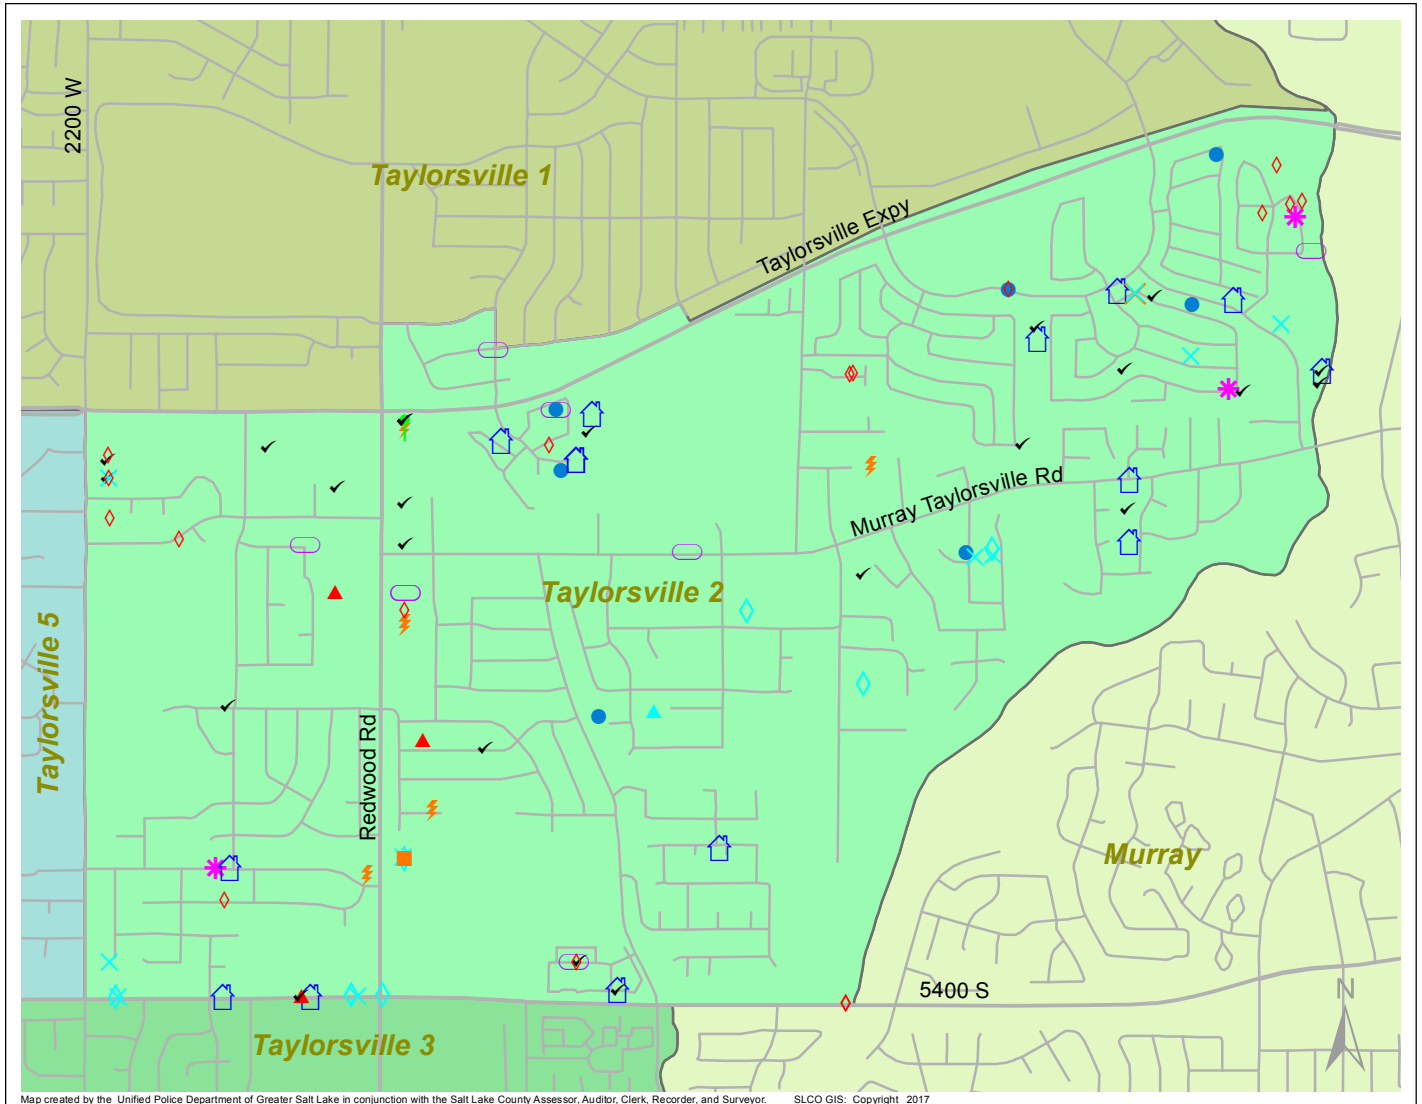 2200 W
Taylorsville 1
Taylorsville Expy
Murray Taylorsville Rd
Taylorsville 2
Taylorsville 5
Redwood Rd
Murray
5400 S
N
Taylorsville 3
Map created by the Unified Police Department of Greater Salt Lake in conjunction with the Salt Lake County Assessor, Auditor, Clerk, Recorder, and Surveyor. SLCO GIS: Copyright 2017